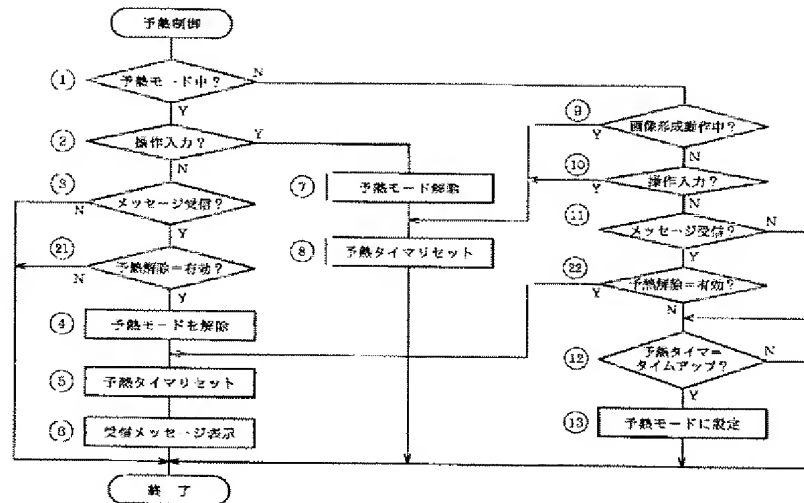 予熱制御
① 予熱モード中？ N
Y
② 操作入力？ Y
N
③ メッセージ受信？
N
Y
㉑ 予熱解除＝有効？
N
Y
④ 予熱モードを解除
⑤ 予熱タイマリセット
⑥ 受信メッセージ表示
終了
⑦ 予熱モード解除
⑧ 予熱タイマリセット
⑨ 画像形成動作中？
Y
N
⑩ 操作入力？
Y
N
⑪ メッセージ受信？ N
Y
㉒ 予熱解除＝有効？
Y
N
⑫ 予熱タイマ＝
タイムアップ？ N
Y
⑬ 予熱モードに設定